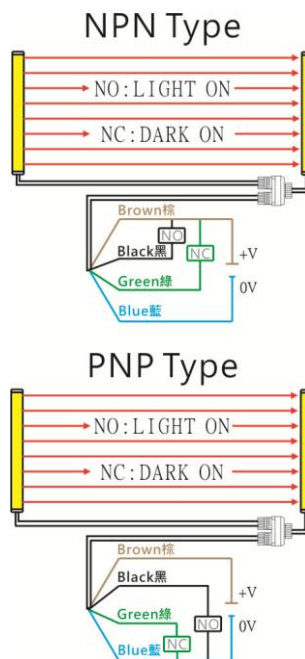 NPN Type
NO:LIGHT ON
NC:DARK ON
Brown棕
NO
Black黑
NC
+V
Green綠
0V
Blue藍
PNP Type
NO:LIGHT ON
NC:DARK ON
Brown棕
Black黑
+V
Green綠
0V
NO
NC
Blue藍